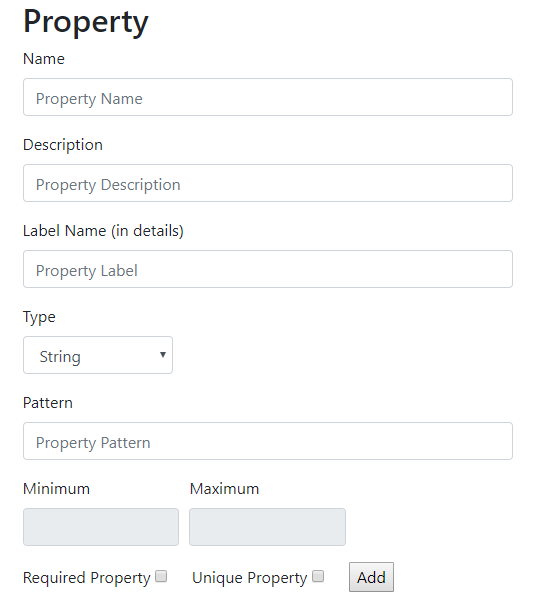 Property
Name
Property Name
Description
Property Description
Label Name (in details)
Property Label
Type
String
Pattern
Property Pattern
Minimum Maximum
Required Property Unique Property Add